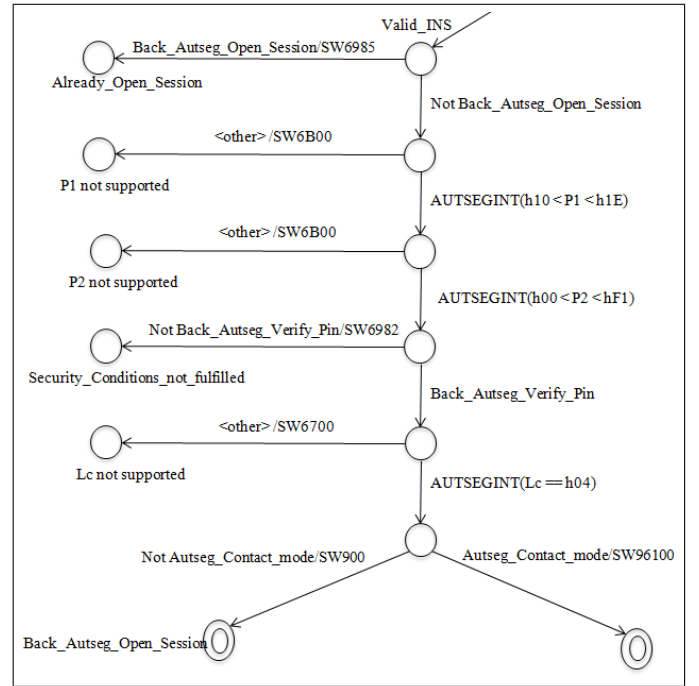 Valid_INS
Back_Autseg_Open_Session/SW6985
Already_Open_Session
Not Back_Autseg_Open_Session
<other>/SW6B00
P1 not supported
AUTSEGINT(h10<P1<h1E)
<other>/SW6B00
P2 not supported
AUTSEGINT(h00<P2<hF1)
Not Back_Autseg_Verify_Pin/SW6982
Security_Conditions_not_fulfilled
Back_Autseg_Verify_Pin
<other>/SW6700
Lc not supported
AUTSEGINT(Lc==h04)
Not Autseg_Contact_mode/SW900
Autseg_Contact_mode/SW96100
Back_Autseg_Open_Session